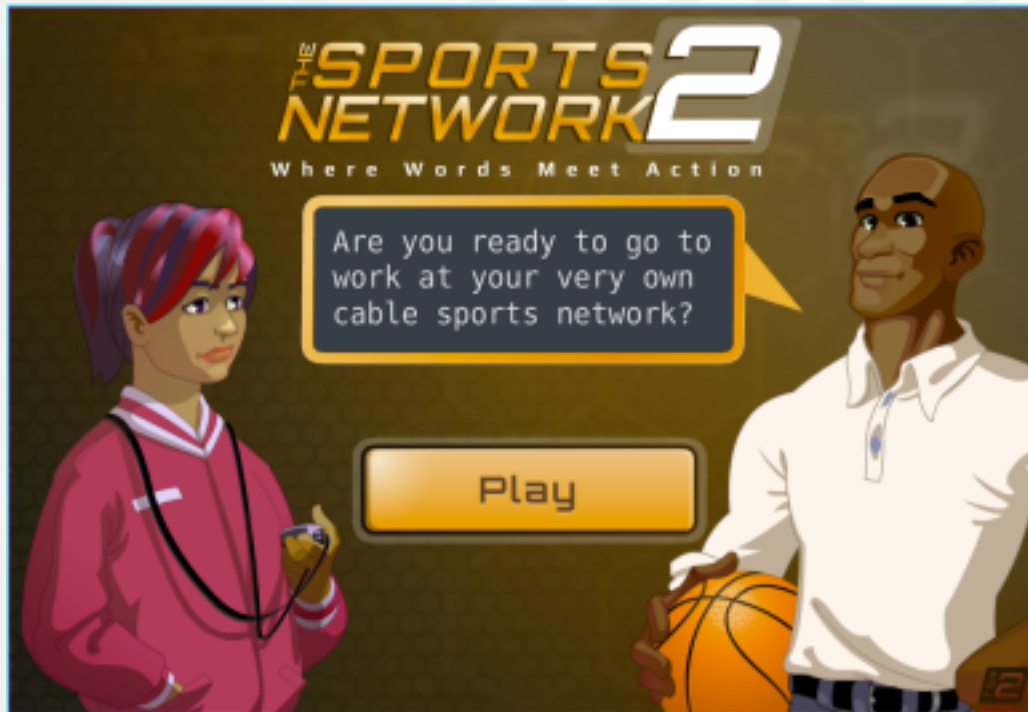 THE SPORTS
NETWORK 2
Where Words Meet Action
Are you ready to go to
work at your very own
cable sports network?
Play
2